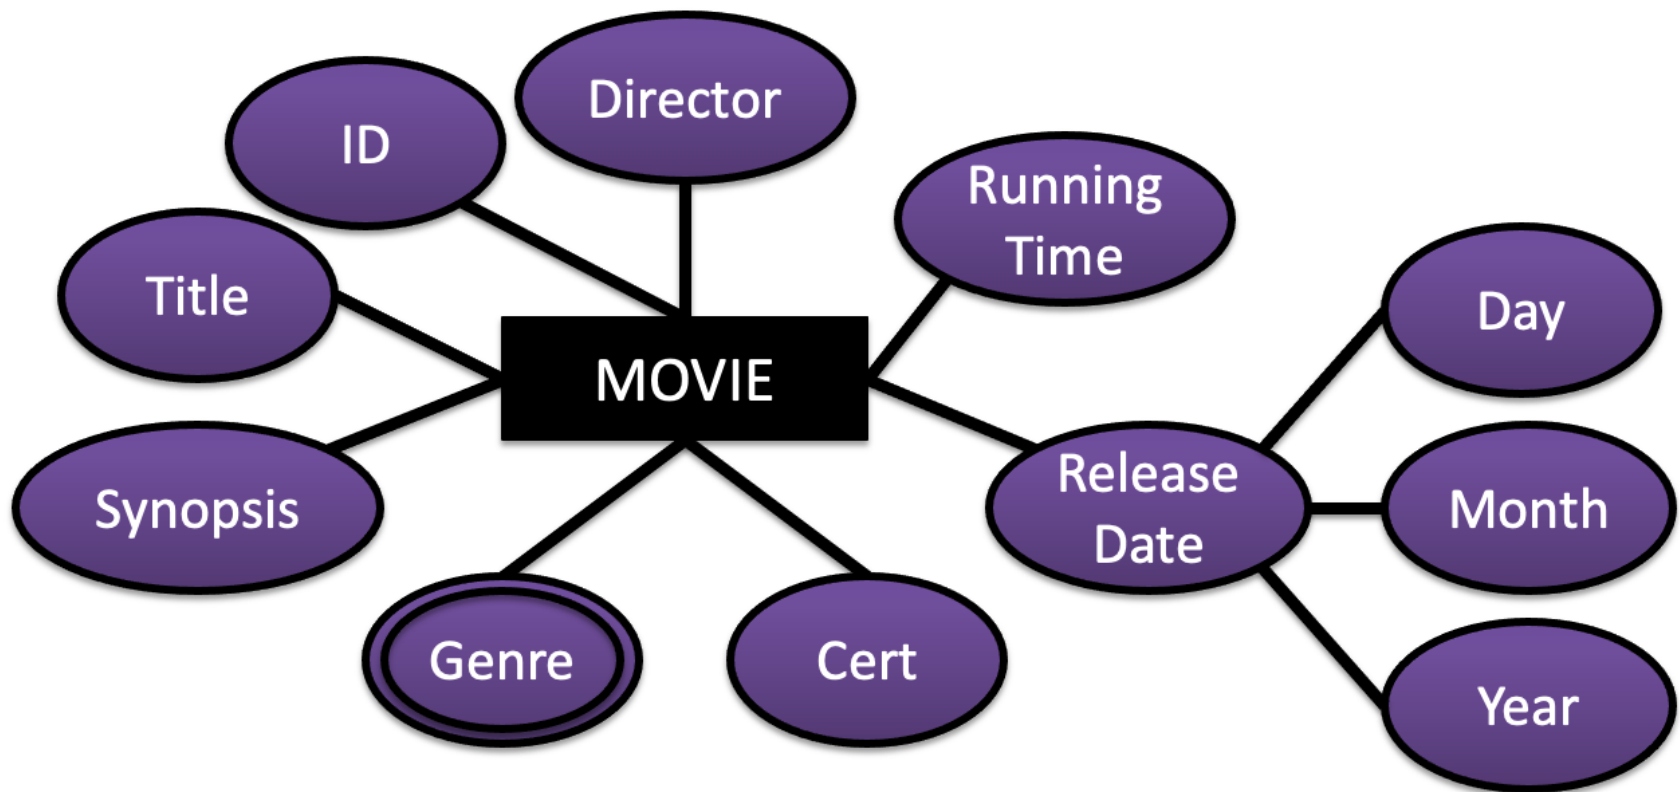 Director
ID
Running
Time
Title
Day
MOVIE
Release
Date
Synopsis
Month
Genre
Cert
Year